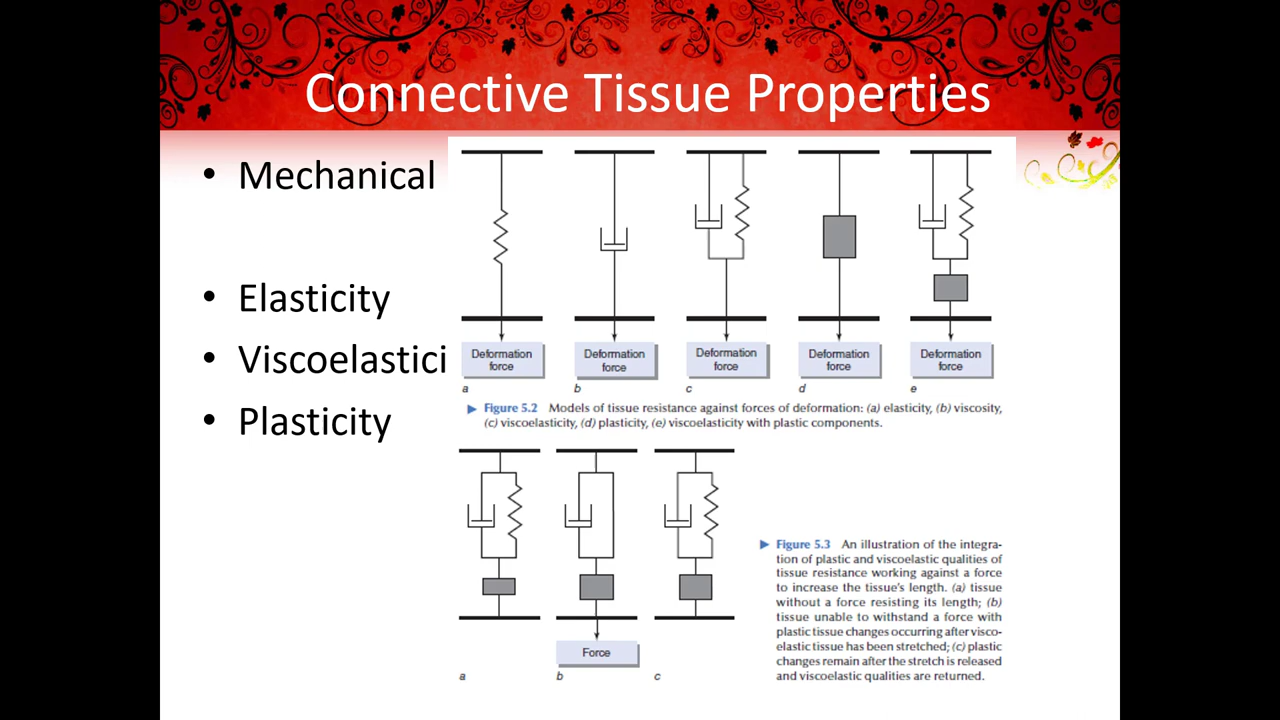 Connective Tissue Properties
• Mechanical
• Elasticity
• Viscoelastici
• Plasticity
Deformation
force
Deformation
force
Deformation
force
Deformation
force
Deformation
force
a
b
c
d
e
▶ Figure 5.2 Models of tissue resistance against forces of deformation: (a) elasticity, (b) viscosity,
(c) viscoelasticity, (d) plasticity, (e) viscoelasticity with plastic components.
Force
a
b
c
▶ Figure 5.3 An illustration of the integra-
tion of plastic and viscoelastic qualities of
tissue resistance working against a force
to increase the tissue's length. (a) tissue
without a force resisting its length; (b)
tissue unable to withstand a force with
plastic tissue changes occurring after visco-
elastic tissue has been stretched; (c) plastic
changes remain after the stretch is released
and viscoelastic qualities are returned.